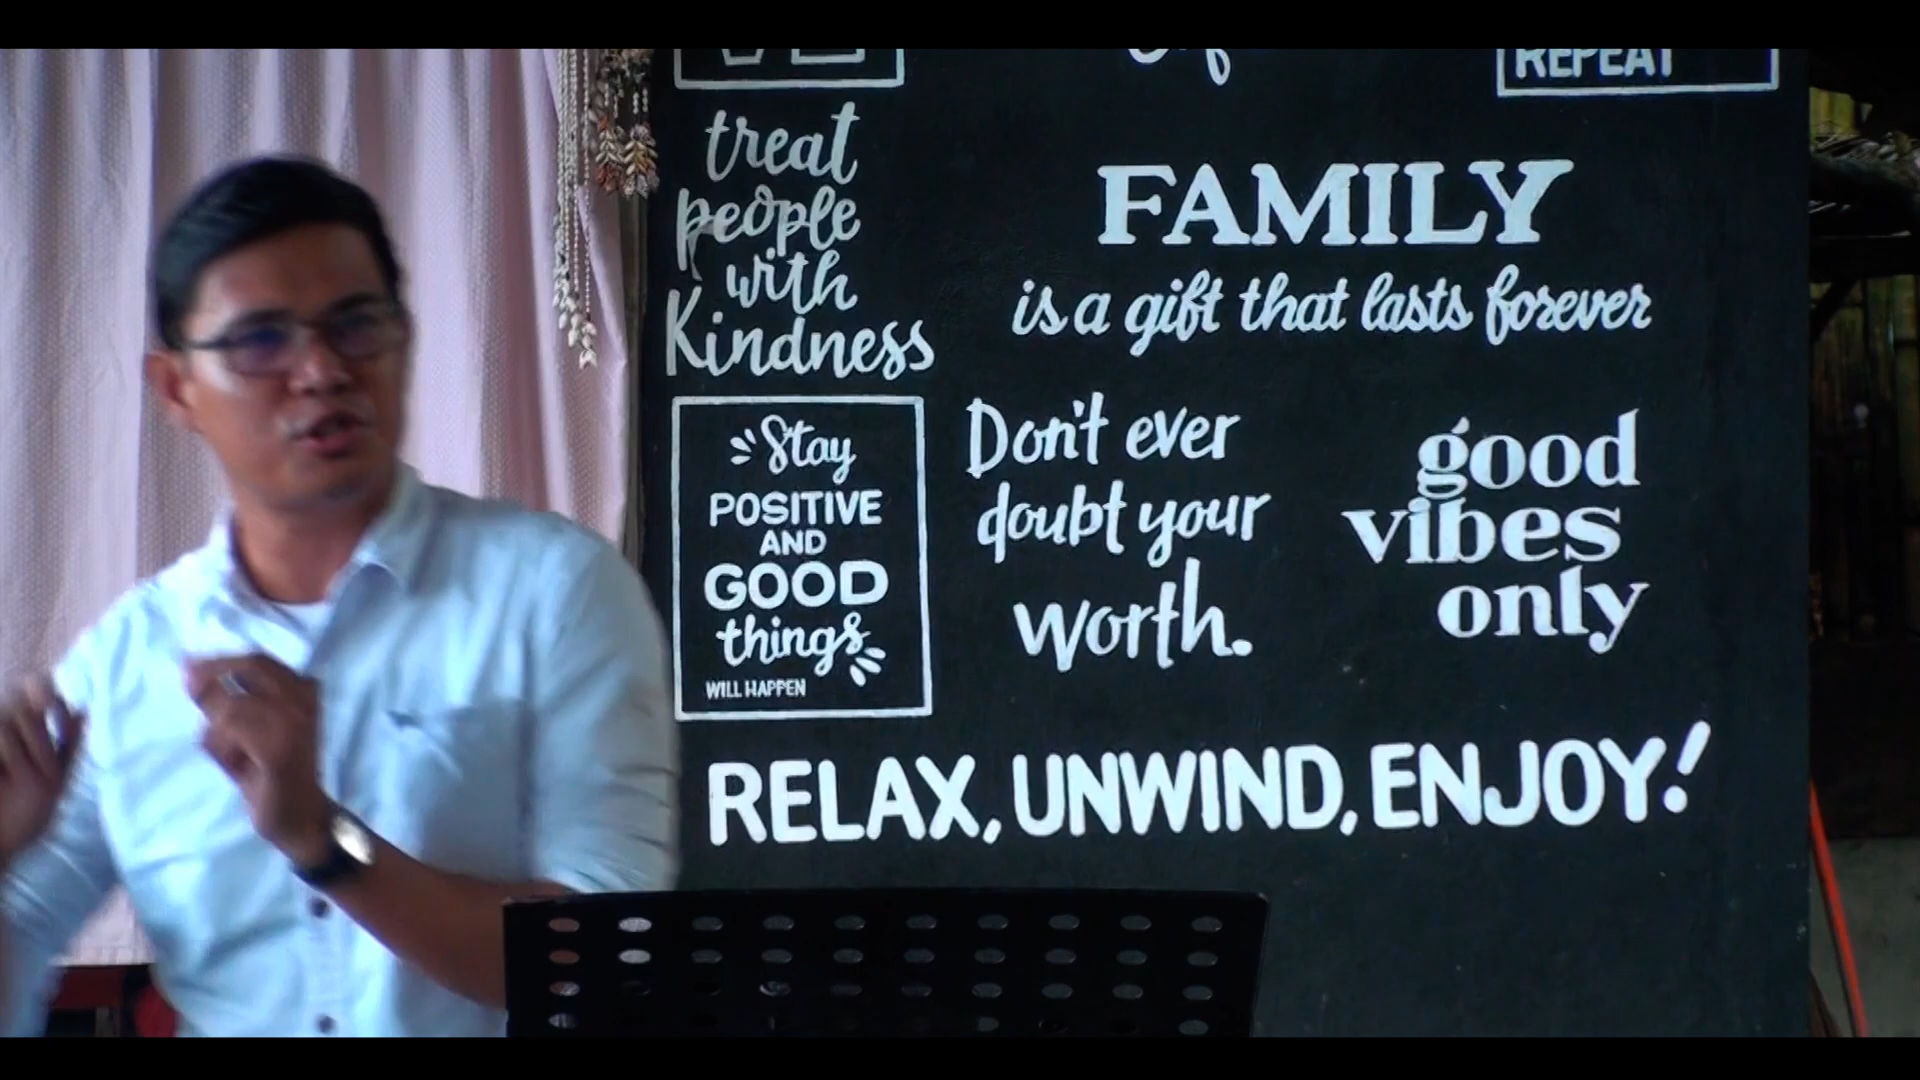 REPEAT
treat
people
with
Kindness
FAMILY
is a gift that lasts forever
Stay
POSITIVE
AND
GOOD
things
WILL HAPPEN
Don't ever
doubt your
worth.
good
vibes
only
RELAX, UNWIND, ENJOY!